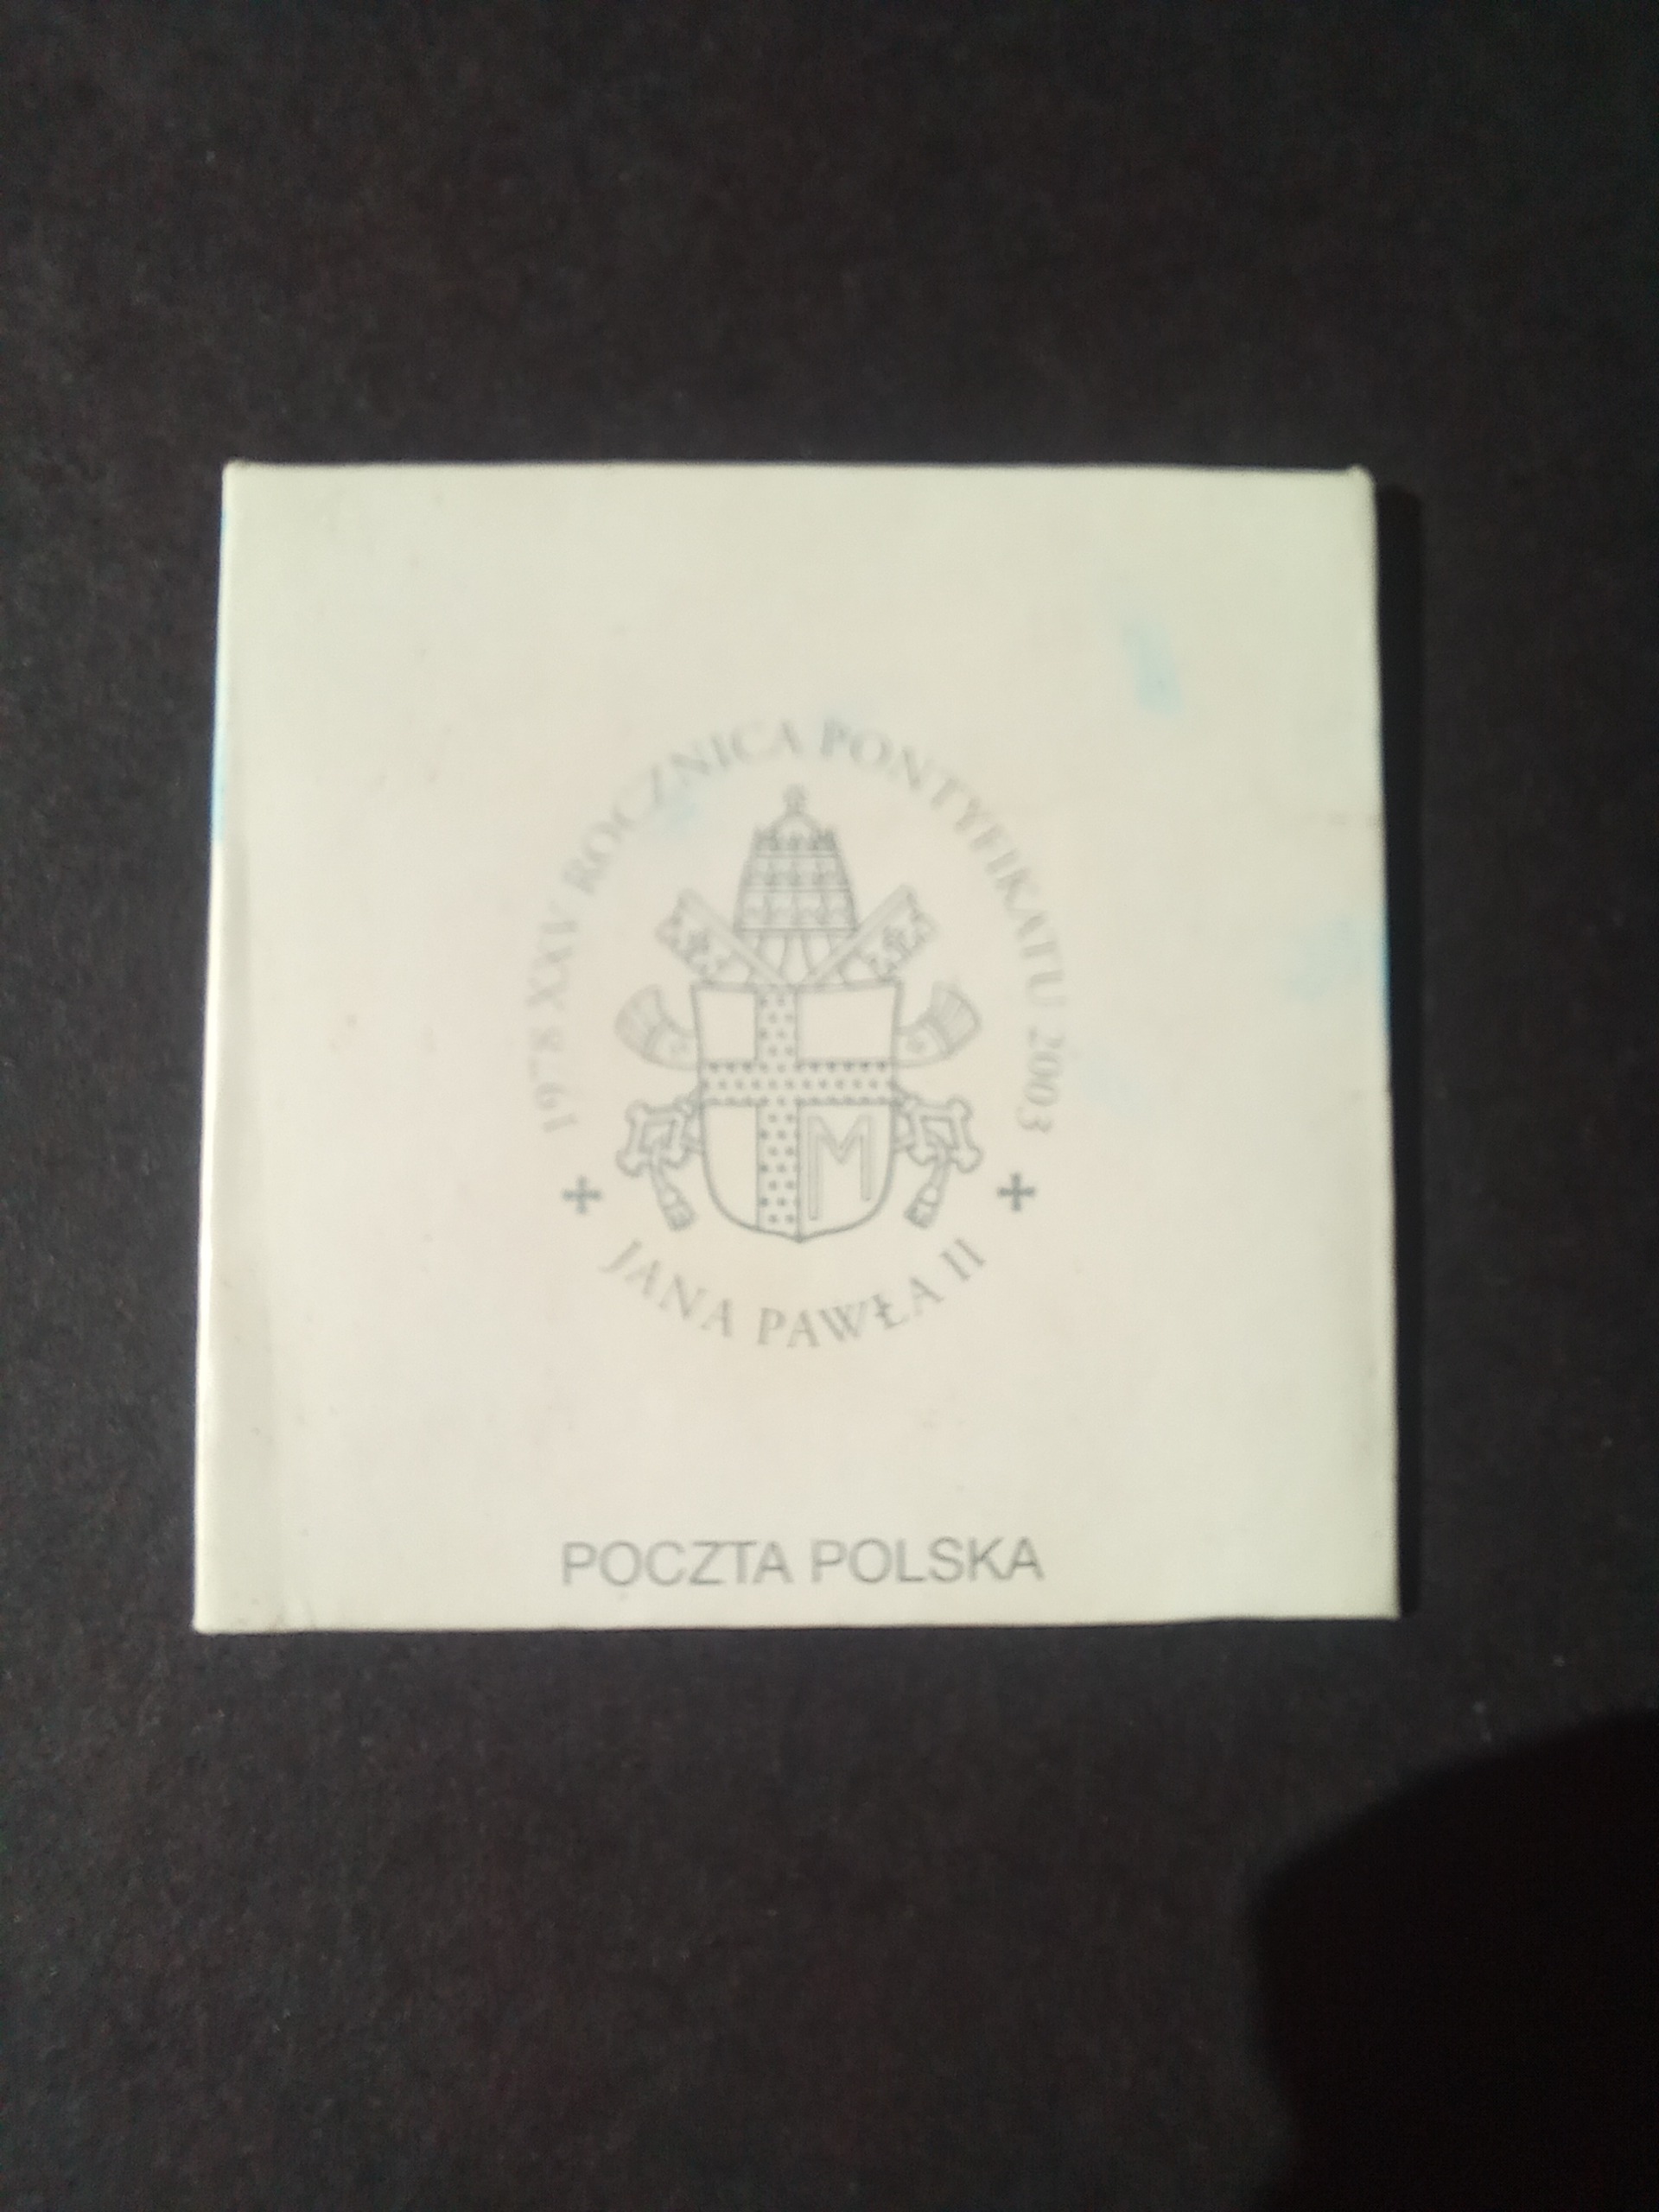 1978 XXV ROCZNICA PONTYFIKATU 2003
JANA PAWŁA II
M
POCZTA POLSKA